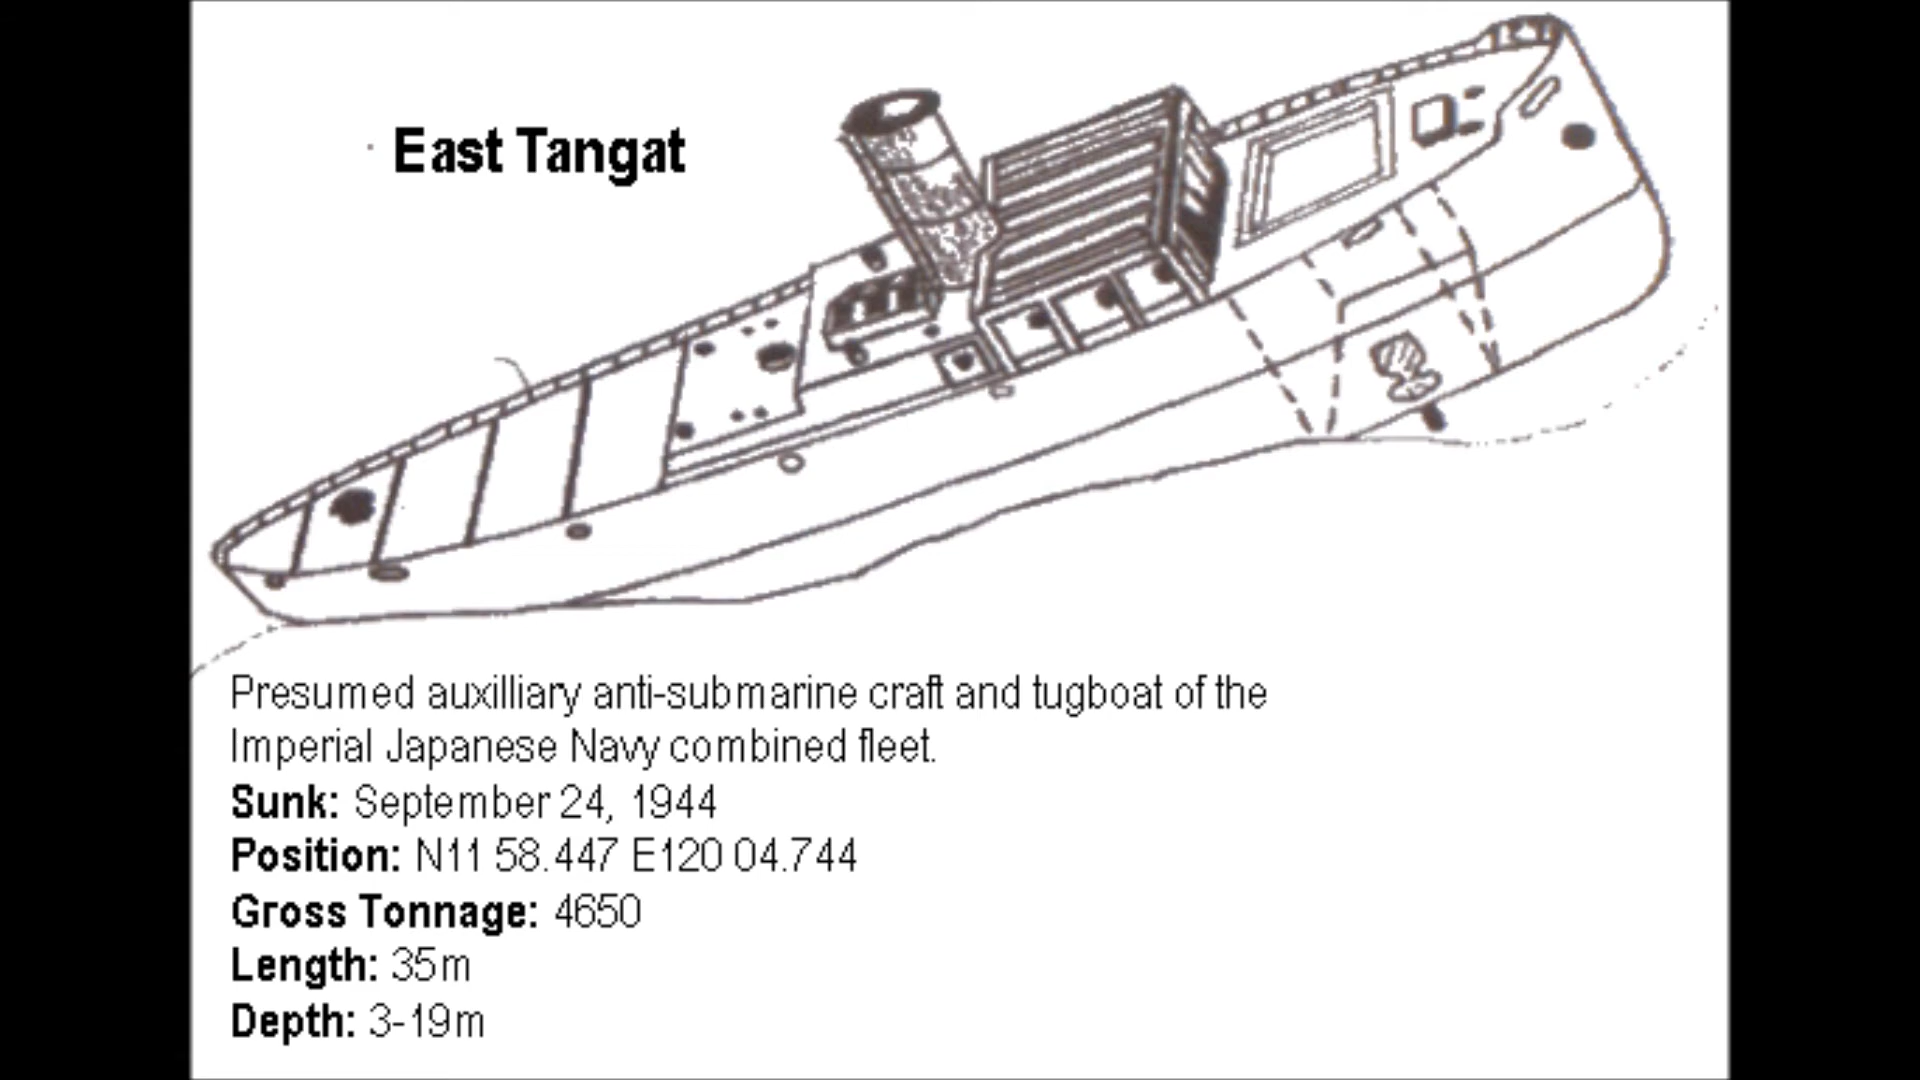 East Tangat
Presumed auxilliary anti-submarine craft and tugboat of the
Imperial Japanese Navy combined fleet.
Sunk: September 24, 1944
Position: N11 58.447 E120 04.744
Gross Tonnage: 4650
Length: 35m
Depth: 3-19m